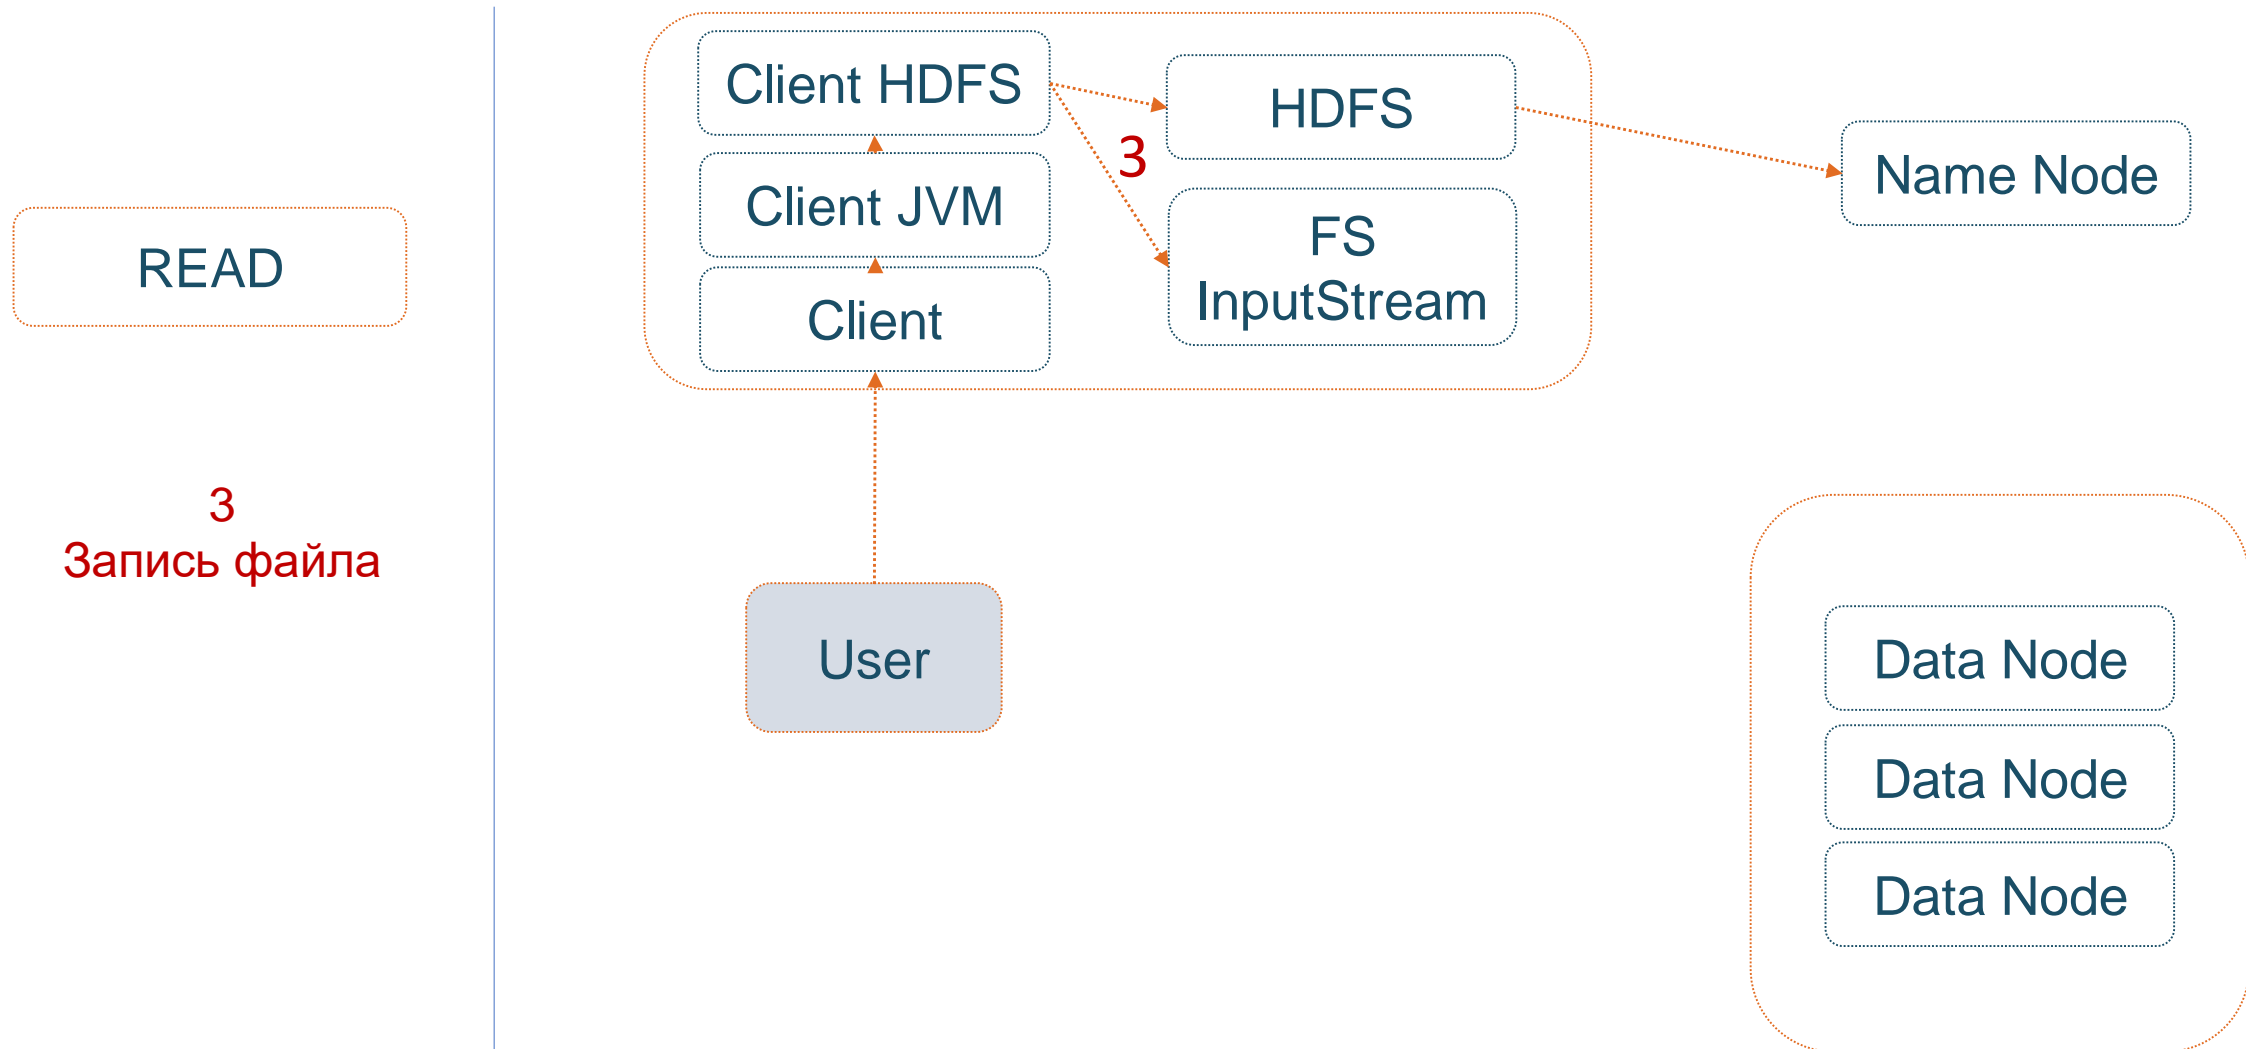 READ
3
Запись файла
Client HDFS
Client JVM
Client
3
HDFS
FS
InputStream
Name Node
User
Data Node
Data Node
Data Node